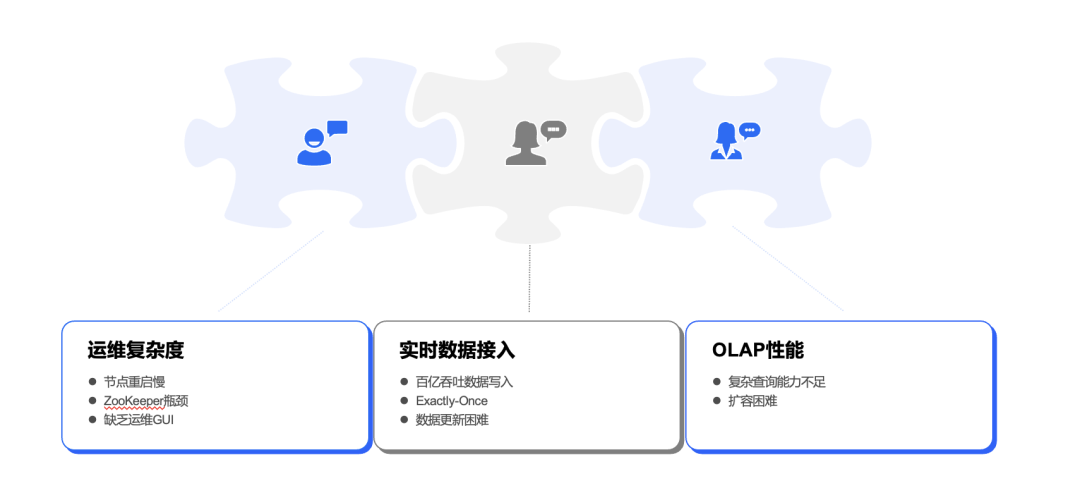 运维复杂度
节点重启慢
ZooKeeper瓶颈
缺乏运维GUI
实时数据接入
百亿吞吐数据写入
Exactly-Once
数据更新困难
OLAP性能
复杂查询能力不足
扩容困难